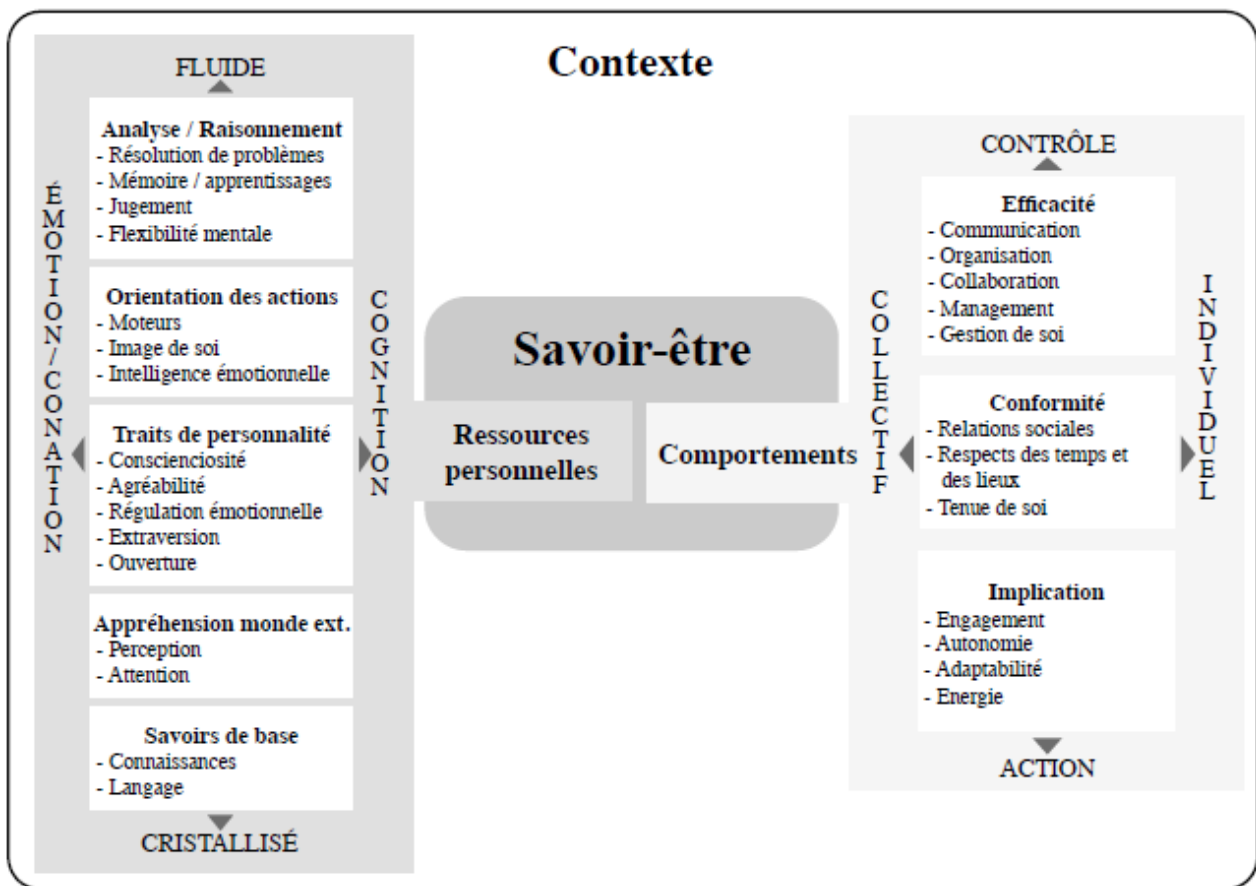 Contexte
FLUIDE
Analyse / Raisonnement
- Résolution de problèmes
- Mémoire / apprentissages
- Jugement
- Flexibilité mentale
Orientation des actions
- Moteurs
- Image de soi
- Intelligence émotionnelle
Traits de personnalité
- Conscienciosité
- Agréabilité
- Régulation émotionnelle
- Extraversion
- Ouverture
Appréhension monde ext.
- Perception
- Attention
Savoirs de base
- Connaissances
- Langage
CRISTALLISÉ
ÉMOTION/CONATION
COGNITION
Savoir-être
Ressources
personnelles
Comportements
COLLECTIF
CONTRÔLE
Efficacité
- Communication
- Organisation
- Collaboration
- Management
- Gestion de soi
Conformité
- Relations sociales
- Respects des temps et
des lieux
- Tenue de soi
Implication
- Engagement
- Autonomie
- Adaptabilité
- Energie
ACTION
INDIVIDUEL